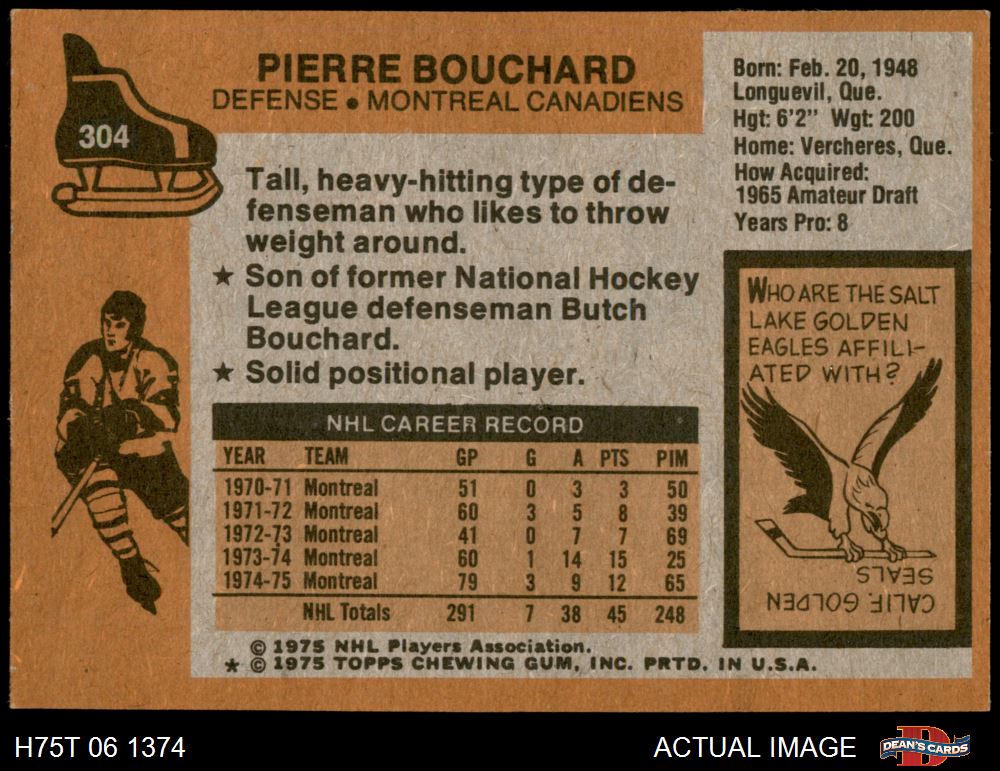 304
PIERRE BOUCHARD
DEFENSE • MONTREAL CANADIENS
Born: Feb. 20, 1948
Longuevil, Que.
Hgt: 6'2" Wgt: 200
Home: Vercheres, Que.
How Acquired:
1965 Amateur Draft
Years Pro: 8
Tall, heavy-hitting type of de-
fenseman who likes to throw
weight around.
★ Son of former National Hockey
League defenseman Butch
Bouchard.
★ Solid positional player.
NHL CAREER RECORD
YEAR TEAM GP G A PTS PIM
1970-71 Montreal 51 0 3 3 50
1971-72 Montreal 60 3 5 8 39
1972-73 Montreal 41 0 7 7 69
1973-74 Montreal 60 1 14 15 25
1974-75 Montreal 79 3 9 12 65
NHL Totals 291 7 38 45 248
© 1975 NHL Players Association.
★ © 1975 TOPPS CHEWING GUM, INC. PRTD. IN U.S.A.
WHO ARE THE SALT
LAKE GOLDEN
EAGLES AFFILI-
ATED WITH?
CALIF. GOLDEN
SEALS
H75T 06 1374
ACTUAL IMAGE
DEAN'S CARDS